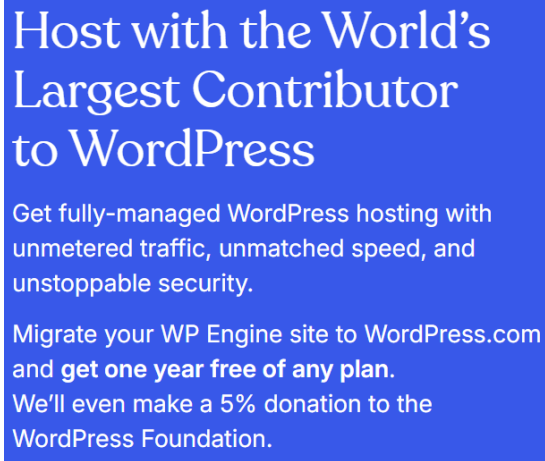 Host with the World’s
Largest Contributor
to WordPress
Get fully-managed WordPress hosting with
unmetered traffic, unmatched speed, and
unstoppable security.
Migrate your WP Engine site to WordPress.com
and get one year free of any plan.
We’ll even make a 5% donation to the
WordPress Foundation.